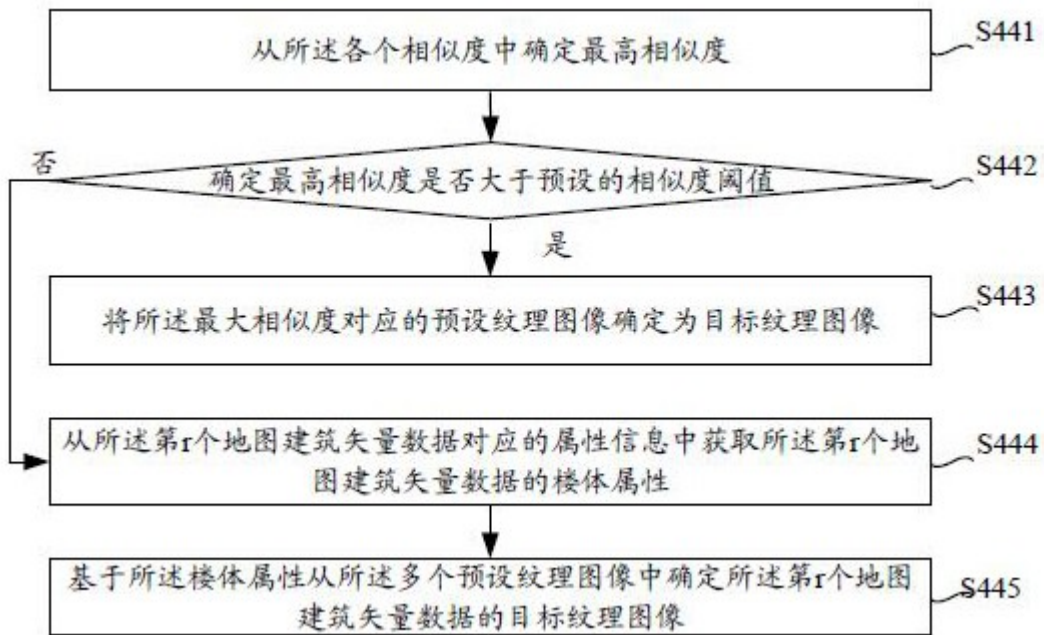 从所述各个相似度中确定最高相似度
S441
否
确定最高相似度是否大于预设的相似度阈值
S442
是
将所述最大相似度对应的预设纹理图像确定为目标纹理图像
S443
从所述第r个地图建筑矢量数据对应的属性信息中获取所述第r个地
图建筑矢量数据的楼体属性
S444
基于所述楼体属性从所述多个预设纹理图像中确定所述第r个地图
建筑矢量数据的目标纹理图像
S445